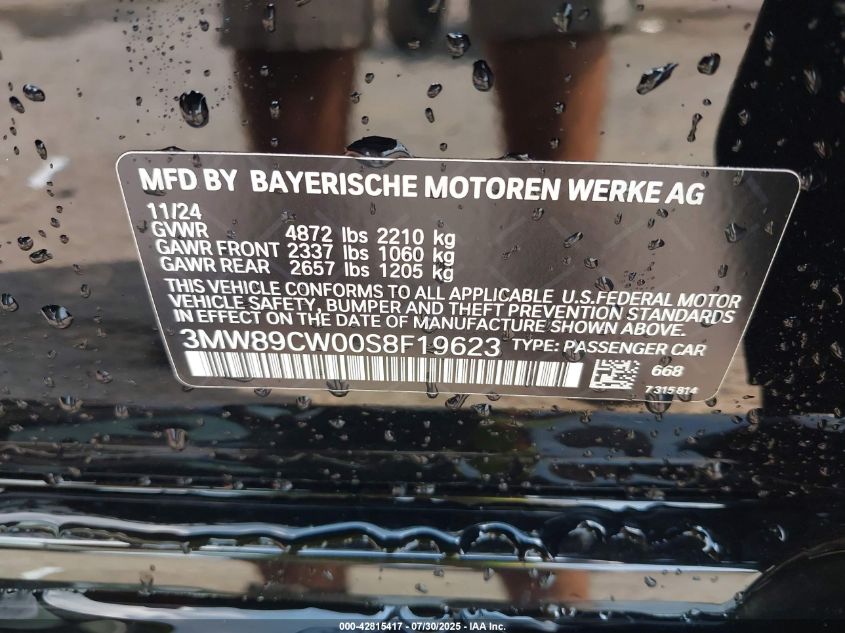 MFD BY BAYERISCHE MOTOREN WERKE AG
11/24
GVWR 4872 lbs 2210 kg
GAWR FRONT 2337 lbs 1060 kg
GAWR REAR 2657 lbs 1205 kg
THIS VEHICLE CONFORMS TO ALL APPLICABLE U.S.FEDERAL MOTOR
VEHICLE SAFETY, BUMPER AND THEFT PREVENTION STANDARDS
IN EFFECT ON THE DATE OF MANUFACTURE SHOWN ABOVE.
3MW89CW00S8F19623 TYPE: PASSENGER CAR
668
7 315 814
000-42815417 - 07/30/2025 - IAA Inc.